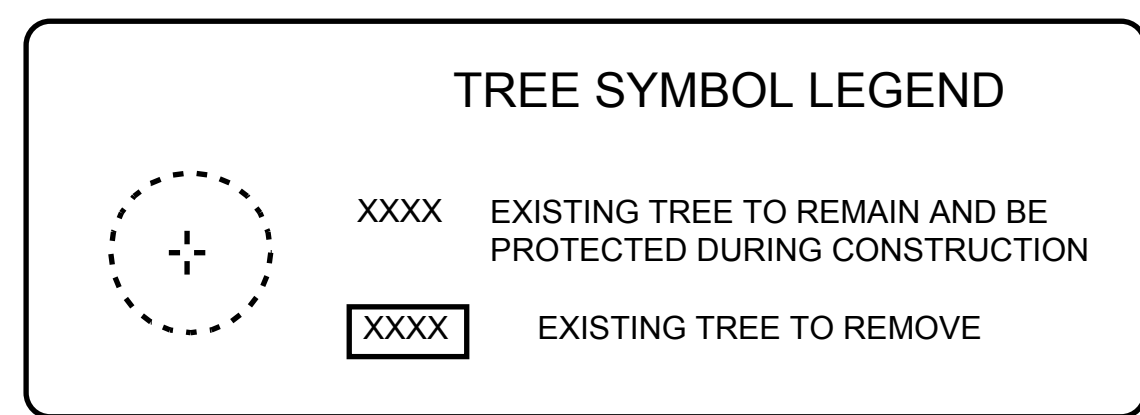 TREE SYMBOL LEGEND
XXXX EXISTING TREE TO REMAIN AND BE
PROTECTED DURING CONSTRUCTION
XXXX EXISTING TREE TO REMOVE